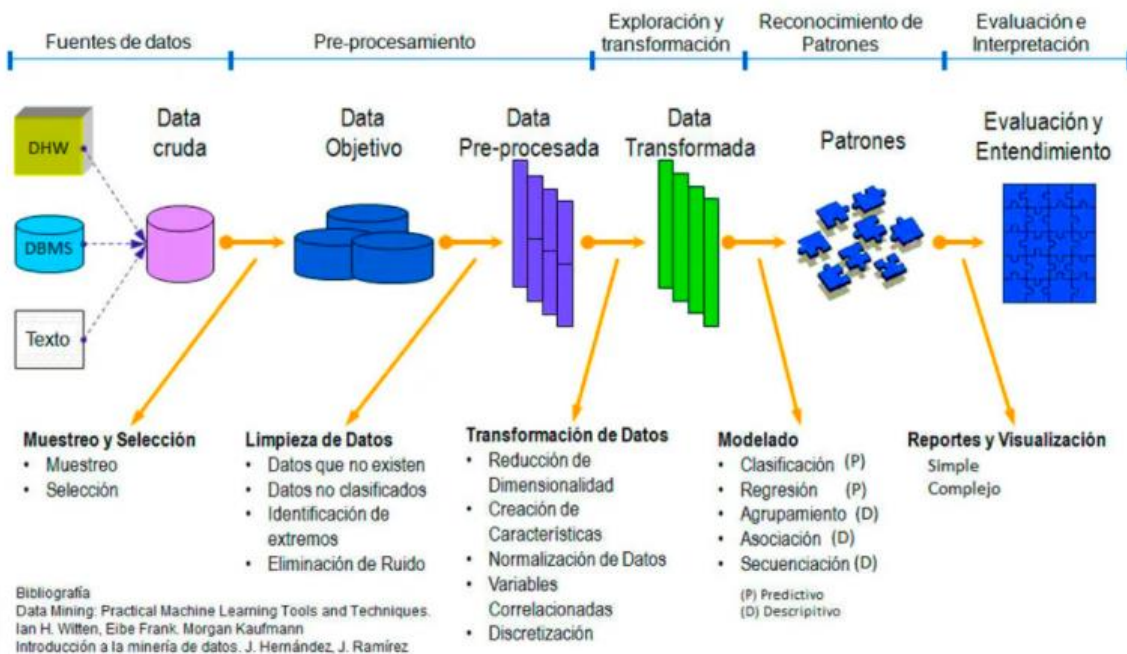 Fuentes de datos
Pre-procesamiento
Exploración y
transformación
Reconocimiento de
Patrones
Evaluación e
Interpretación
DHW
DBMS
Texto
Data
cruda
Data
Objetivo
Data
Pre-procesada
Data
Transformada
Patrones
Evaluación y
Entendimiento
Muestreo y Selección
• Muestreo
• Selección
Limpieza de Datos
• Datos que no existen
• Datos no clasificados
• Identificación de
extremos
• Eliminación de Ruido
Transformación de Datos
• Reducción de
Dimensionalidad
• Creación de
Características
• Normalización de Datos
• Variables
Correlacionadas
• Discretización
Modelado
• Clasificación (P)
• Regresión (P)
• Agrupamiento (D)
• Asociación (D)
• Secuenciación (D)
(P) Predictivo
(D) Descripitivo
Reportes y Visualización
Simple
Complejo
Bibliografía
Data Mining: Practical Machine Learning Tools and Techniques.
Ian H. Witten, Eibe Frank. Morgan Kaufmann
Introducción a la minería de datos. J. Hernández, J. Ramírez